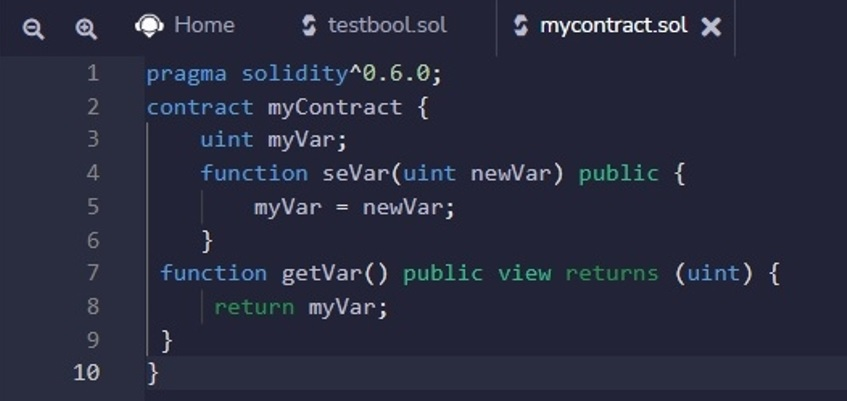 Home testbool.sol mycontract.sol
1 pragma solidity^0.6.0;
2 contract myContract {
3 uint myVar;
4 function seVar(uint newVar) public {
5 myVar = newVar;
6 }
7 function getVar() public view returns (uint) {
8 return myVar;
9 }
10 }